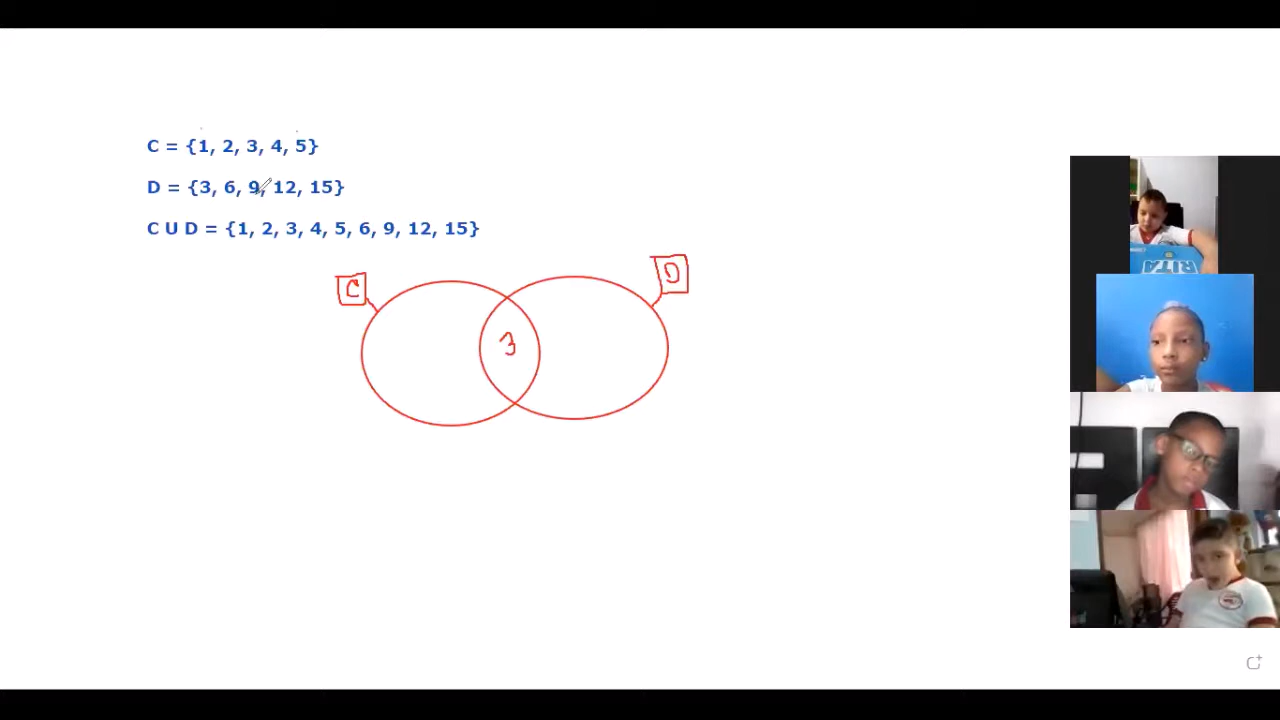 C = {1, 2, 3, 4, 5}
D = {3, 6, 9, 12, 15}
C U D = {1, 2, 3, 4, 5, 6, 9, 12, 15}
C
D
3
RITA